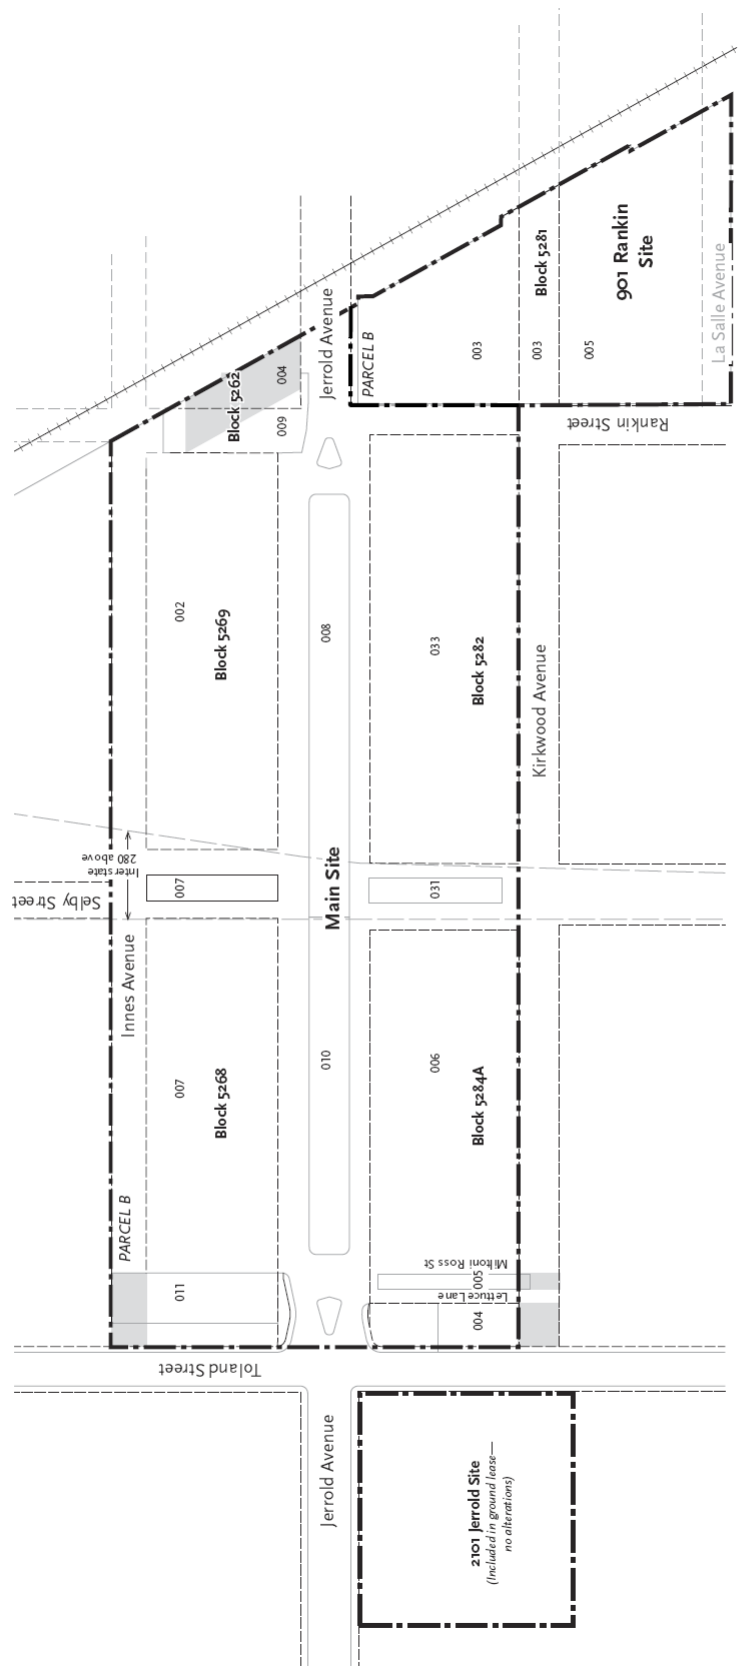 901 Rankin
Site
Block 5281
La Salle Avenue
003
003
005
PARCEL B
Jerrold Avenue
004
Block 5262
009
Rankin Street
002
Block 5269
008
033
Block 5282
Kirkwood Avenue
Interstate
280 above
Selby Street
007
Main Site
031
Innes Avenue
007
Block 5268
010
006
Block 5284A
PARCEL B
011
Miltoni Ross St
005
Lettuce Lane
004
Toland Street
Jerrold Avenue
2101 Jerrold Site
(Included in ground lease—
no alterations)